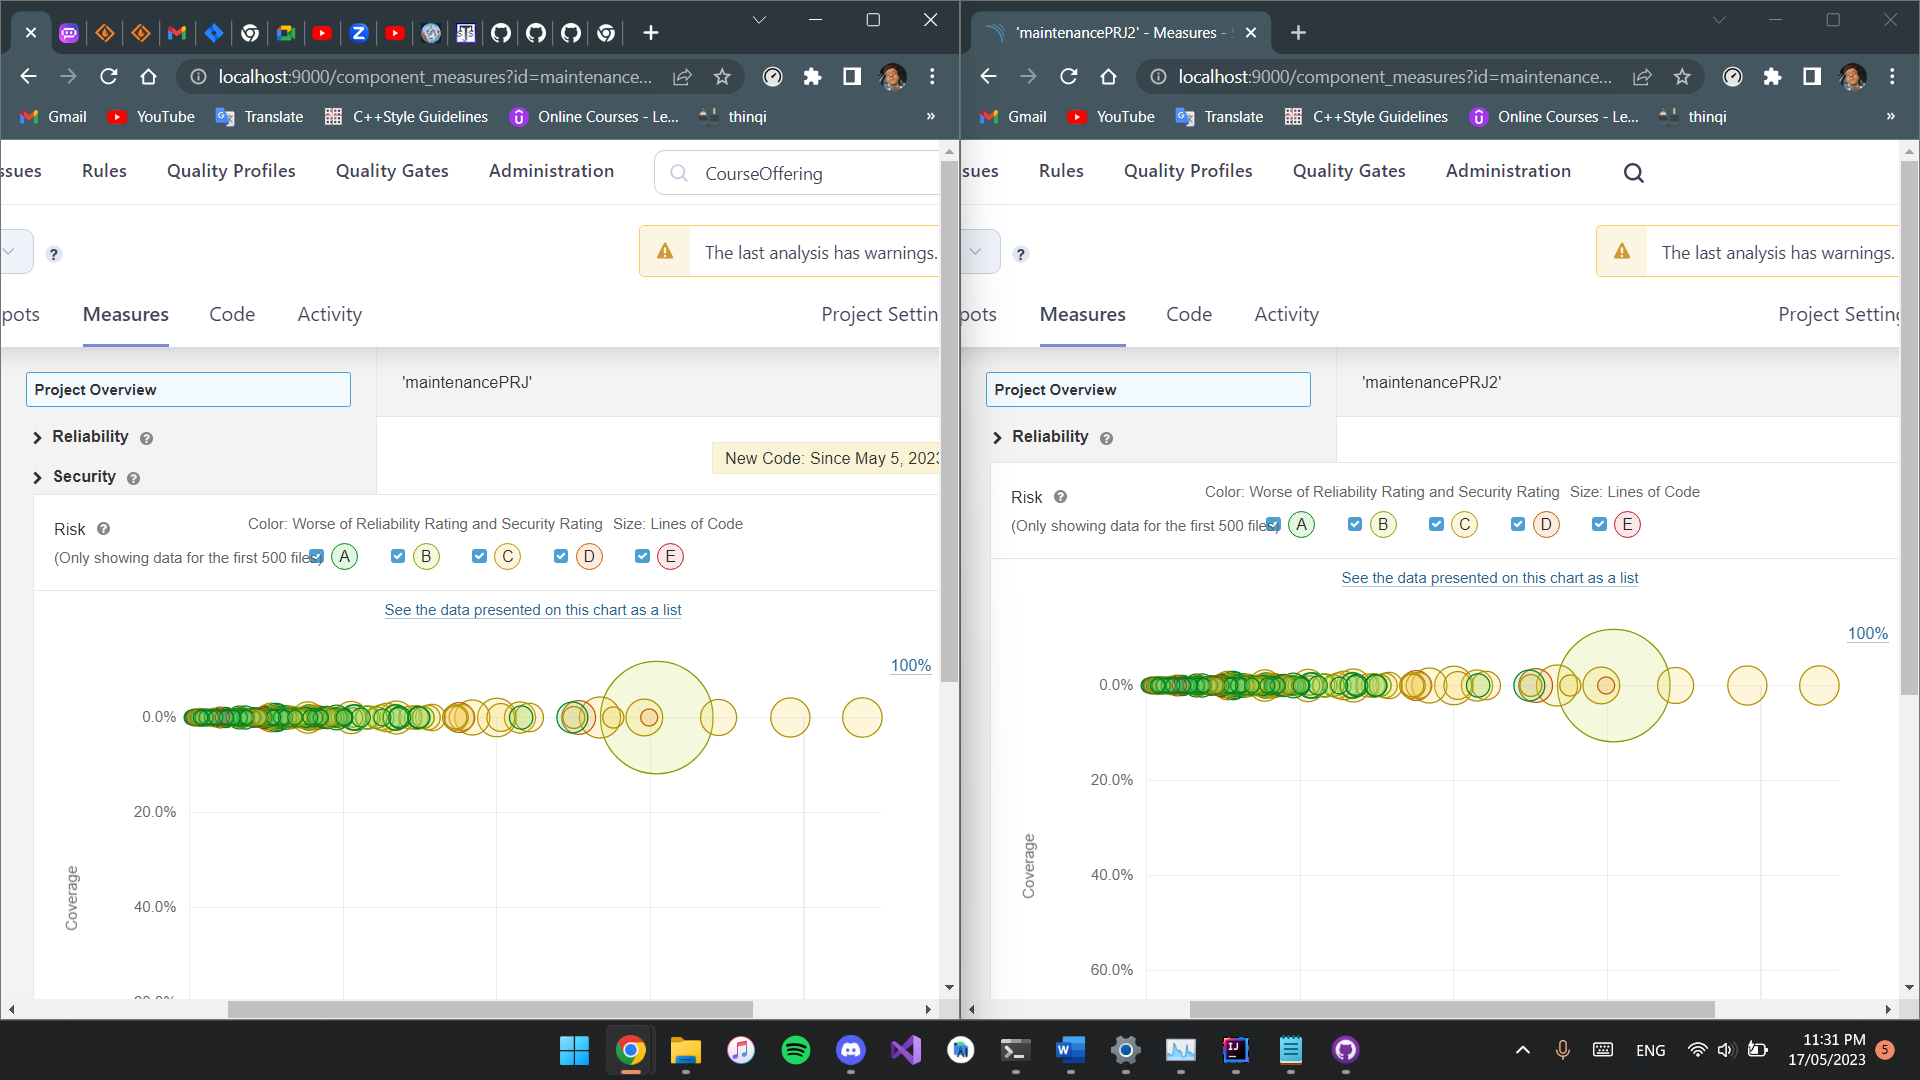 'maintenancePRJ2' - Measures -
localhost:9000/component_measures?id=maintenance...
localhost:9000/component_measures?id=maintenance...
Gmail YouTube Translate C++Style Guidelines Online Courses - Le... thinqi »
Gmail YouTube Translate C++Style Guidelines Online Courses - Le... thinqi »
ssues Rules Quality Profiles Quality Gates Administration CourseOffering
sues Rules Quality Profiles Quality Gates Administration
? The last analysis has warnings.
? The last analysis has warnings.
pots Measures Code Activity Project Settin
pots Measures Code Activity Project Setting
Project Overview
'maintenancePRJ'
Reliability ?
New Code: Since May 5, 2023
Security ?
Risk ? Color: Worse of Reliability Rating and Security Rating Size: Lines of Code
(Only showing data for the first 500 files) A B C D E
See the data presented on this chart as a list
100%
0.0%
20.0%
40.0%
Coverage
Project Overview
'maintenancePRJ2'
Reliability ?
Risk ? Color: Worse of Reliability Rating and Security Rating Size: Lines of Code
(Only showing data for the first 500 files) A B C D E
See the data presented on this chart as a list
100%
0.0%
20.0%
40.0%
60.0%
Coverage
ENG
11:31 PM
17/05/2023
5